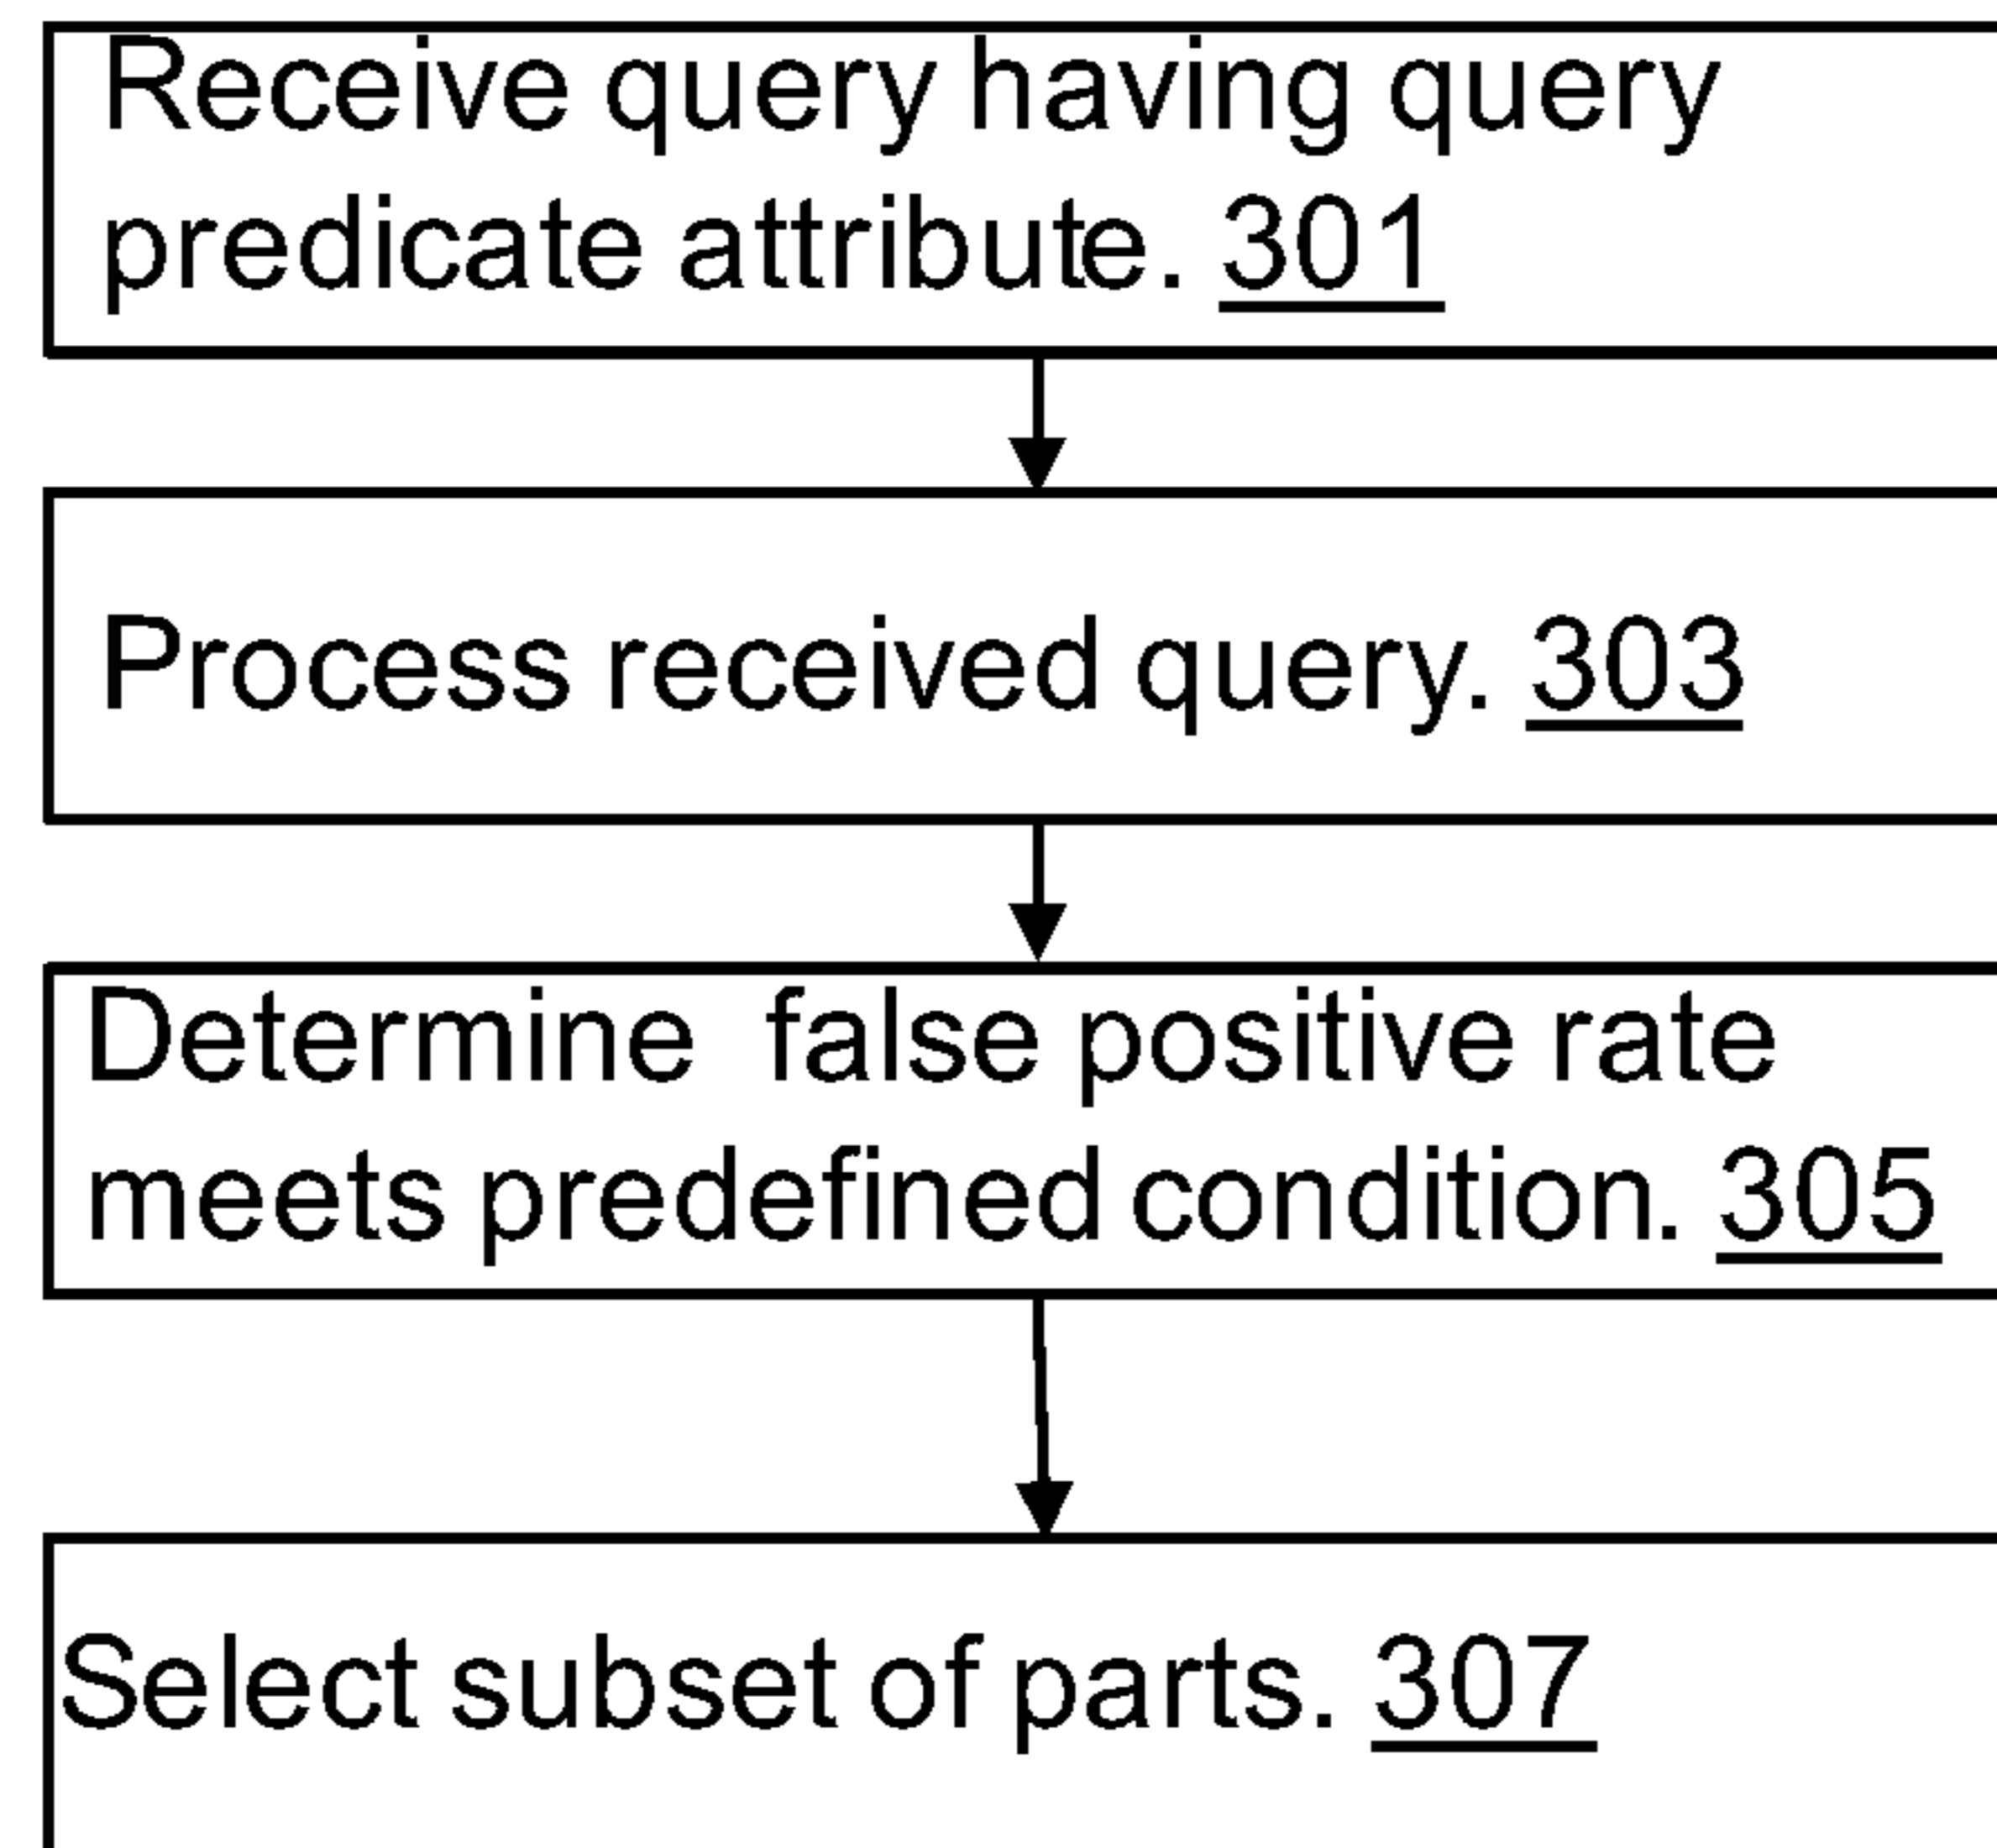 Receive query having query
predicate attribute. 301
Process received query. 303
Determine false positive rate
meets predefined condition. 305
Select subset of parts. 307